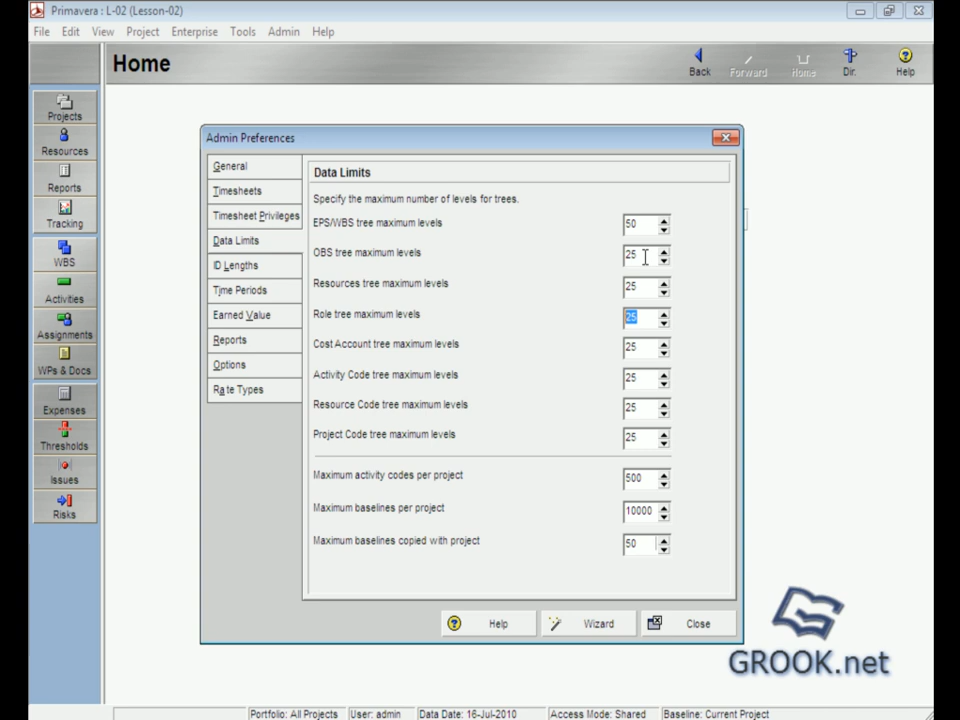 Primavera : L-02 (Lesson-02)
File Edit View Project Enterprise Tools Admin Help
Home
Back Forward Home Dir. Help
Projects
Resources
Reports
Tracking
WBS
Activities
Assignments
WPs & Docs
Expenses
Thresholds
Issues
Risks
Admin Preferences
General
Timesheets
Timesheet Privileges
Data Limits
ID Lengths
Time Periods
Earned Value
Reports
Options
Rate Types
Data Limits
Specify the maximum number of levels for trees.
EPS/WBS tree maximum levels 50
OBS tree maximum levels 25
Resources tree maximum levels 25
Role tree maximum levels 25
Cost Account tree maximum levels 25
Activity Code tree maximum levels 25
Resource Code tree maximum levels 25
Project Code tree maximum levels 25
Maximum activity codes per project 500
Maximum baselines per project 10000
Maximum baselines copied with project 50
Help Wizard Close
GROOK.net
Portfolio: All Projects User: admin Data Date: 16-Jul-2010 Access Mode: Shared Baseline: Current Project